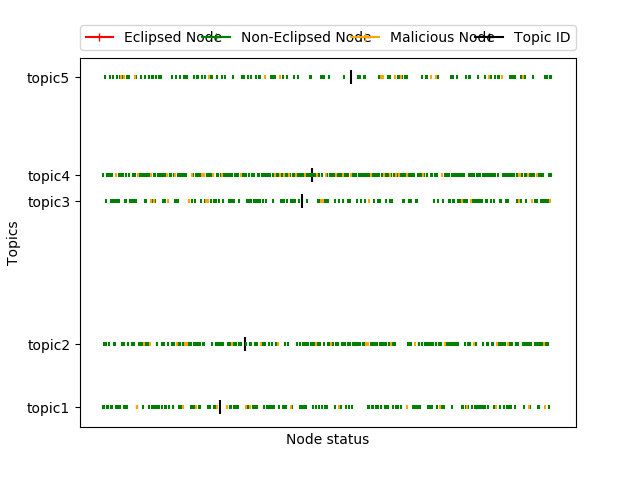 Eclipsed Node Non-Eclipsed Node Malicious Node Topic ID
topic5
topic4
topic3
Topics
topic2
topic1
Node status